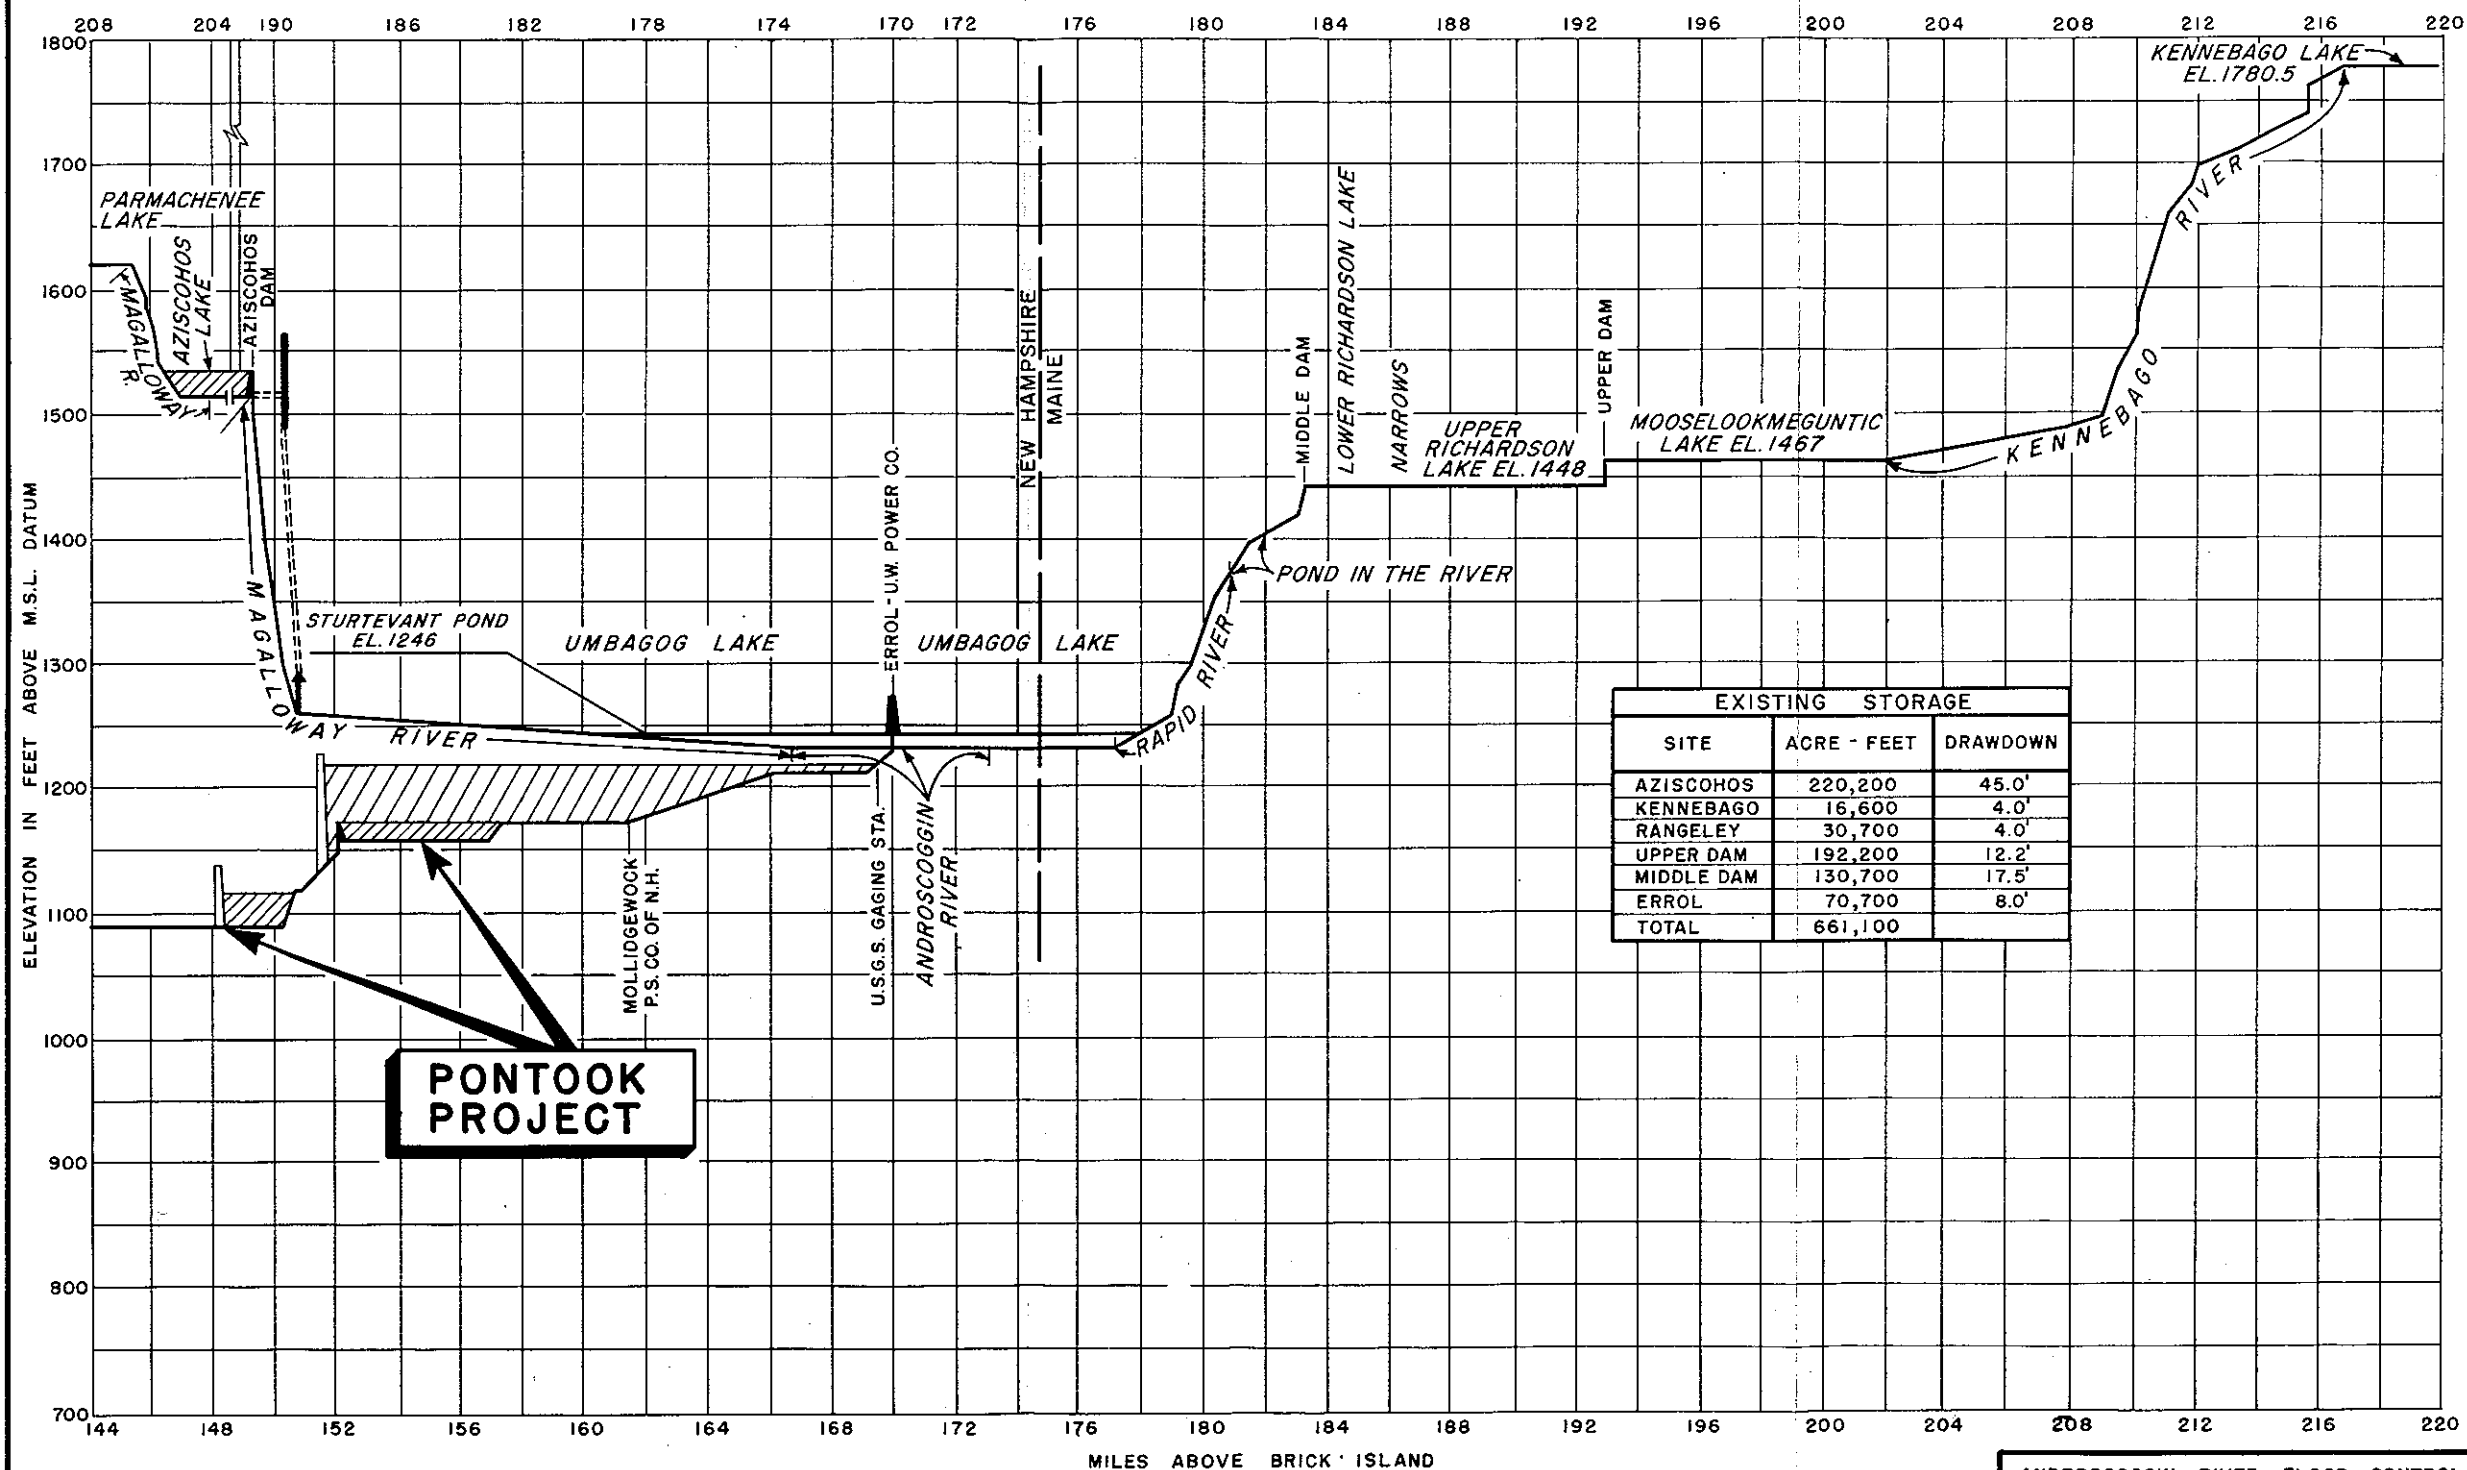 208 204 190 186 182 178 174 170 172 176 180 184 188 192 196 200 204 208 212 216 220
1800
1700
1600
1500
1400
1300
1200
1100
1000
900
800
700
ELEVATION IN FEET ABOVE M.S.L. DATUM
KENNEBAGO LAKE
EL. 1780.5
PARMACHENEE
LAKE
AZISCOHOS
LAKE
AZISCOHOS
DAM
MAGALLOWAY
R.
MAGALLOWAY RIVER
STURTEVANT POND
EL. 1246
UMBAGOG LAKE
ERROL-U.W. POWER CO.
UMBAGOG LAKE
NEW HAMPSHIRE
MAINE
RAPID RIVER
POND IN THE RIVER
MIDDLE DAM
LOWER RICHARDSON LAKE
NARROWS
UPPER
RICHARDSON
LAKE EL. 1448
UPPER DAM
MOOSELOOKMEGUNTIC
LAKE EL. 1467
KENNEBAGO RIVER
MOLLIDGEWOCK
P.S. CO. OF N.H.
U.S.G.S. GAGING STA.
ANDROSCOGGIN
RIVER
PONTOOK
PROJECT
EXISTING STORAGE
SITE ACRE - FEET DRAWDOWN
AZISCOHOS 220,200 45.0'
KENNEBAGO 16,600 4.0'
RANGELEY 30,700 4.0'
UPPER DAM 192,200 12.2'
MIDDLE DAM 130,700 17.5'
ERROL 70,700 8.0'
TOTAL 661,100
144 148 152 156 160 164 168 172 176 180 184 188 192 196 200 204 208 212 216 220
MILES ABOVE BRICK ISLAND